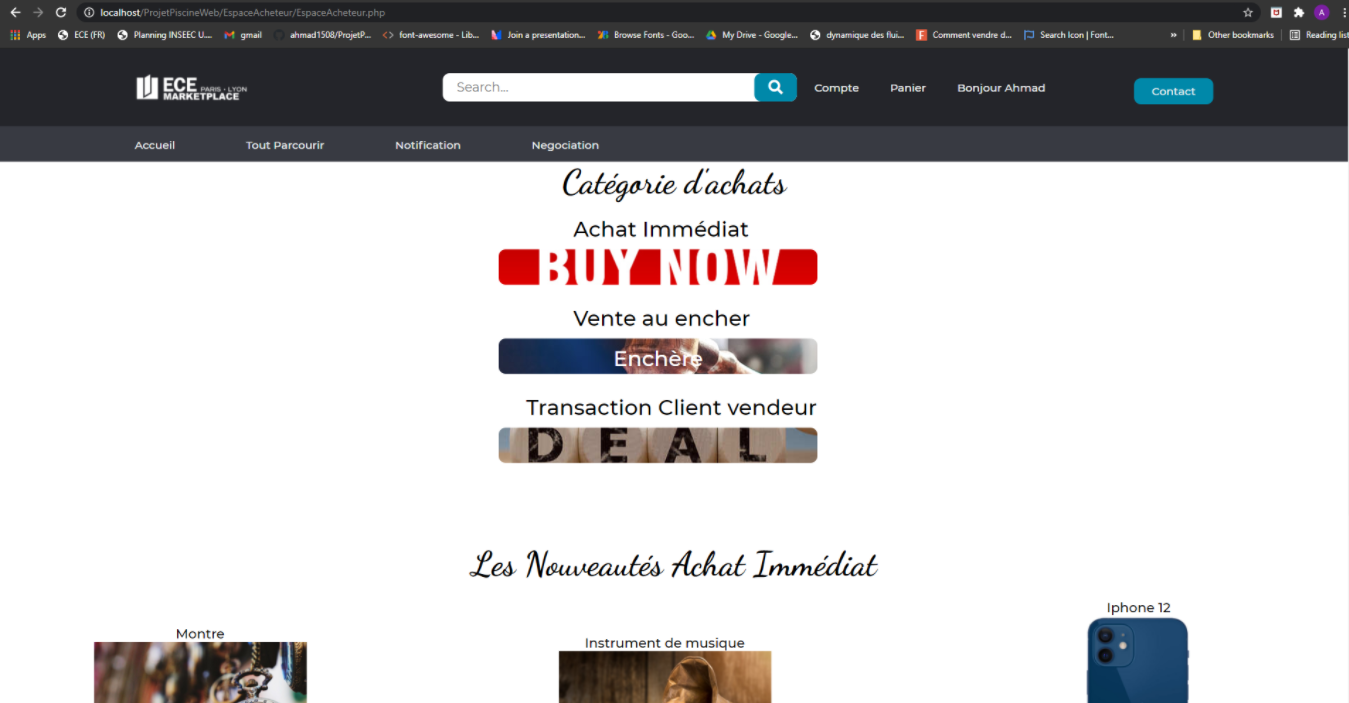 localhost/ProjetPiscineWeb/EspaceAcheteur/EspaceAcheteur.php
A
Apps ECE (FR) Planning INSEEC U.... gmail ahmad1508/ProjetP... font-awesome - Lib... Join a presentation... Browse Fonts - Goo... My Drive - Google... dynamique des flui... Comment vendre d... Search Icon | Font... » Other bookmarks Reading list
ECE PARIS - LYON
MARKETPLACE
Search...
Compte Panier Bonjour Ahmad Contact
Accueil Tout Parcourir Notification Negociation
Catégorie d'achats
Achat Immédiat
BUY NOW
Vente au encher
Enchère
Transaction Client vendeur
DEAL
Les Nouveautés Achat Immédiat
Iphone 12
Montre
Instrument de musique